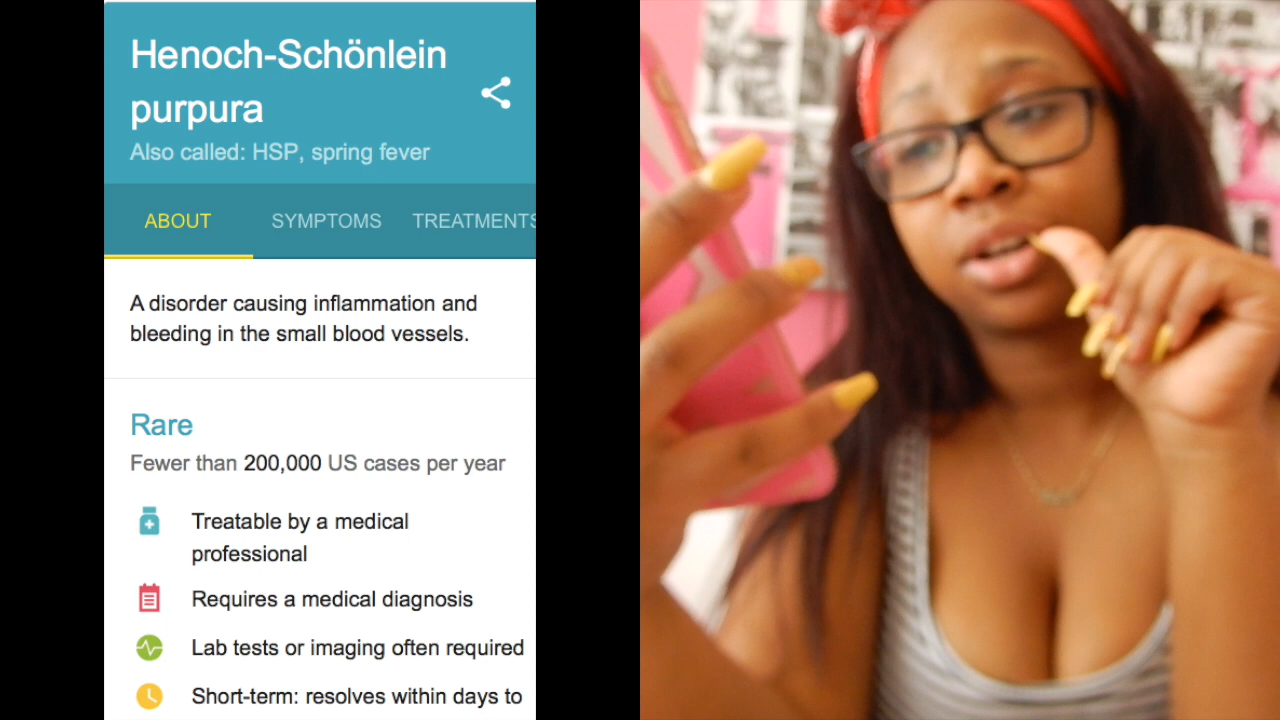 Henoch-Schönlein
purpura
Also called: HSP, spring fever
ABOUT SYMPTOMS TREATMENTS
A disorder causing inflammation and
bleeding in the small blood vessels.
Rare
Fewer than 200,000 US cases per year
Treatable by a medical
professional
Requires a medical diagnosis
Lab tests or imaging often required
Short-term: resolves within days to